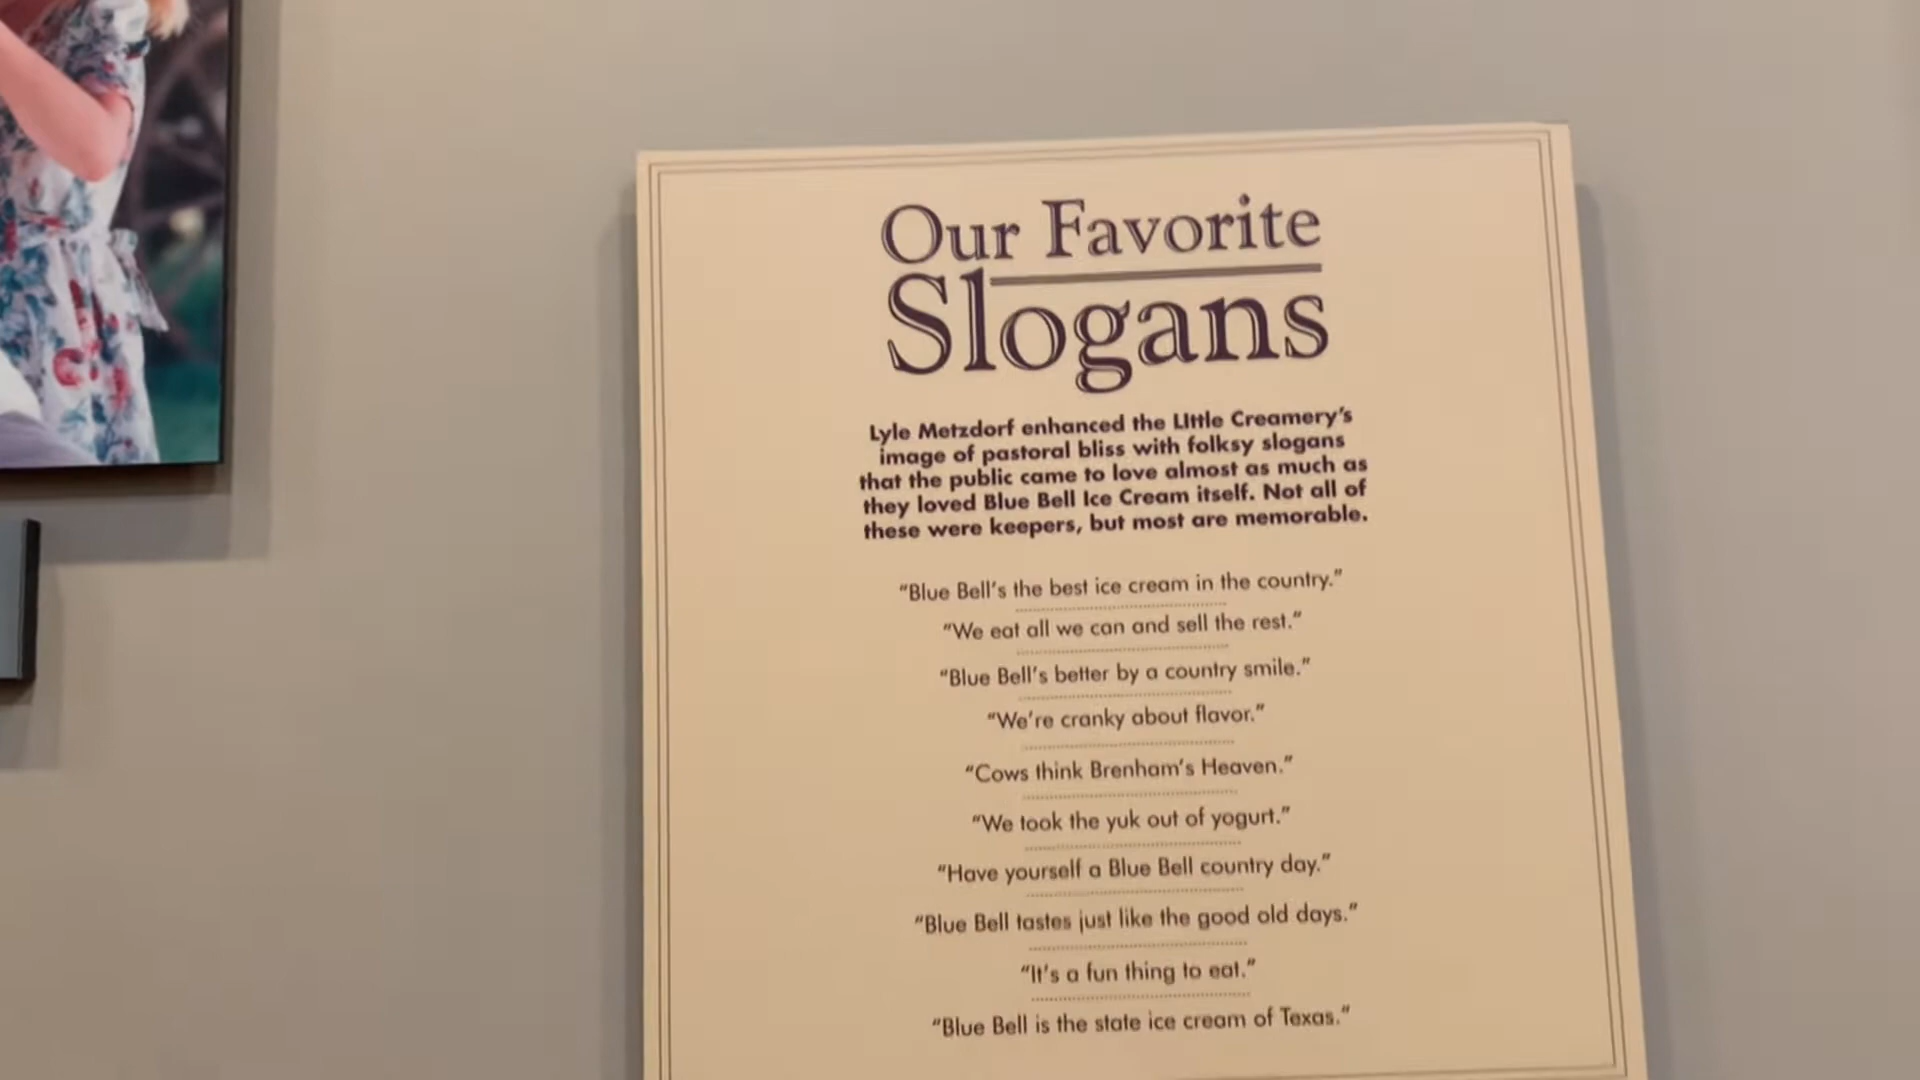 Our Favorite
Slogans
Lyle Metzdorf enhanced the LIttle Creamery's
image of pastoral bliss with folksy slogans
that the public came to love almost as much as
they loved Blue Bell Ice Cream itself. Not all of
these were keepers, but most are memorable.
“Blue Bell's the best ice cream in the country.”
“We eat all we can and sell the rest.”
“Blue Bell's better by a country smile.”
“We're cranky about flavor.”
“Cows think Brenham's Heaven.”
“We took the yuk out of yogurt.”
“Have yourself a Blue Bell country day.”
“Blue Bell tastes just like the good old days.”
“It's a fun thing to eat.”
“Blue Bell is the state ice cream of Texas.”